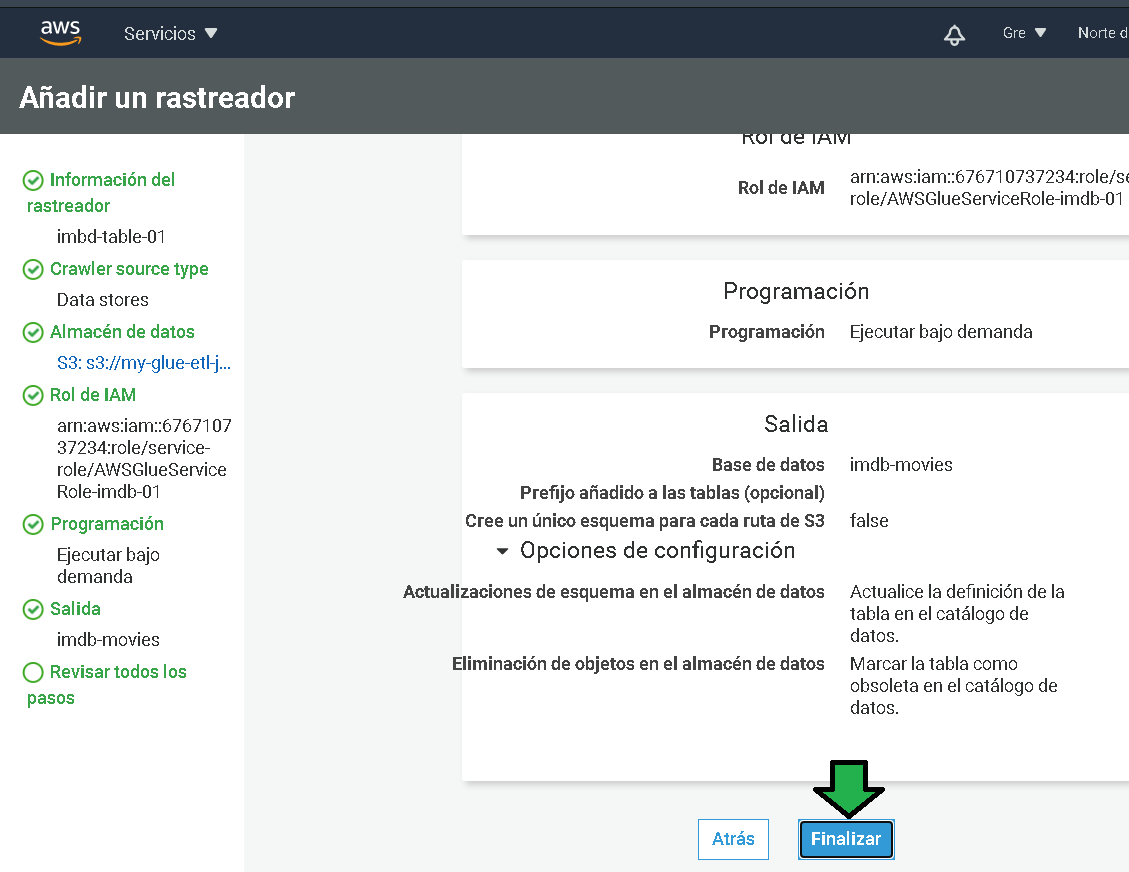 aws Servicios Gre Norte d
Añadir un rastreador
Información del
rastreador
imbd-table-01
Crawler source type
Data stores
Almacén de datos
S3: s3://my-glue-etl-j...
Rol de IAM
arn:aws:iam::6767107
37234:role/service-
role/AWSGlueService
Role-imdb-01
Programación
Ejecutar bajo
demanda
Salida
imdb-movies
Revisar todos los
pasos
Rol de IAM
Rol de IAM arn:aws:iam::676710737234:role/se
role/AWSGlueServiceRole-imdb-01
Programación
Programación Ejecutar bajo demanda
Salida
Base de datos imdb-movies
Prefijo añadido a las tablas (opcional)
Cree un único esquema para cada ruta de S3 false
Opciones de configuración
Actualizaciones de esquema en el almacén de datos Actualice la definición de la
tabla en el catálogo de
datos.
Eliminación de objetos en el almacén de datos Marcar la tabla como
obsoleta en el catálogo de
datos.
Atrás Finalizar